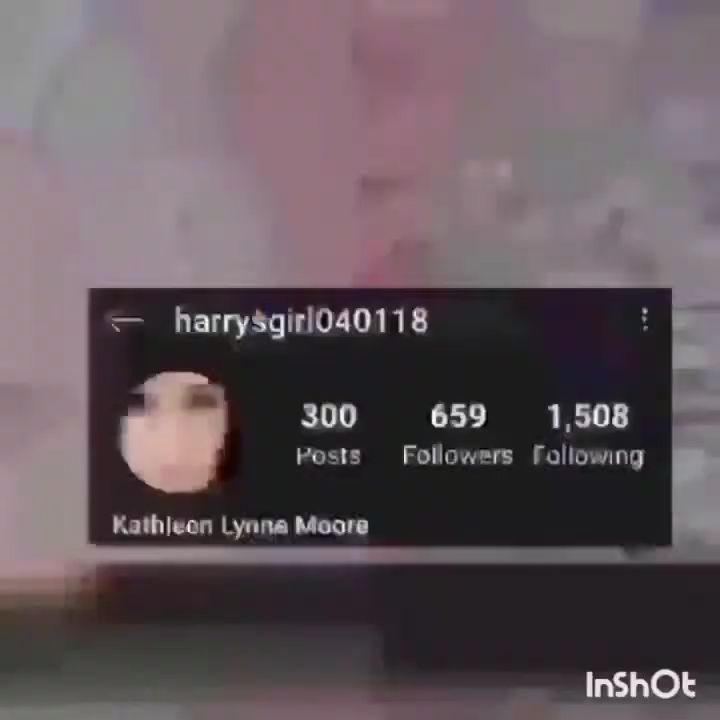 harrysgirl040118
300 659 1,508
Posts Followers Following
Kathleen Lynne Moore
InShOt